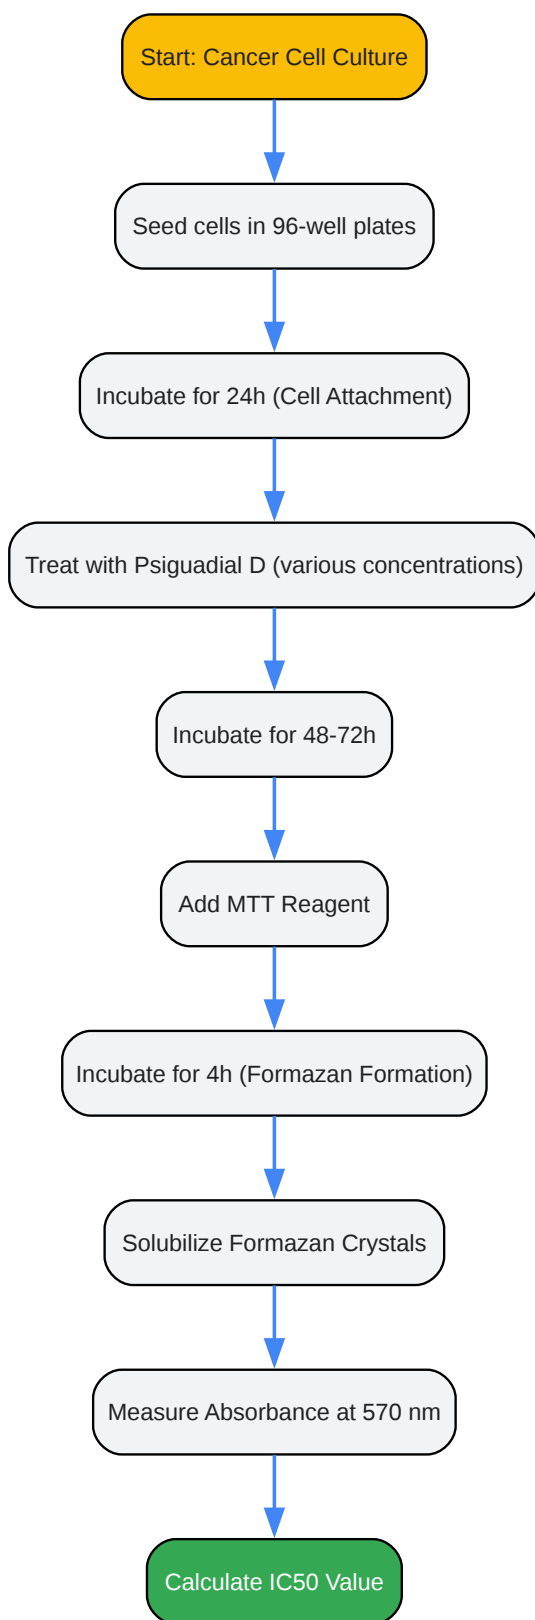 Start: Cancer Cell Culture
Seed cells in 96-well plates
Incubate for 24h (Cell Attachment)
Treat with Psiguadial D (various concentrations)
Incubate for 48-72h
Add MTT Reagent
Incubate for 4h (Formazan Formation)
Solubilize Formazan Crystals
Measure Absorbance at 570 nm
Calculate IC50 Value